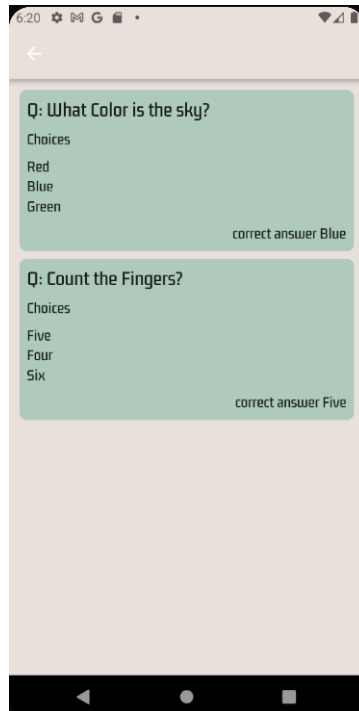 6:20
Q: What Color is the sky?
Choices
Red
Blue
Green
correct answer Blue
Q: Count the Fingers?
Choices
Five
Four
Six
correct answer Five